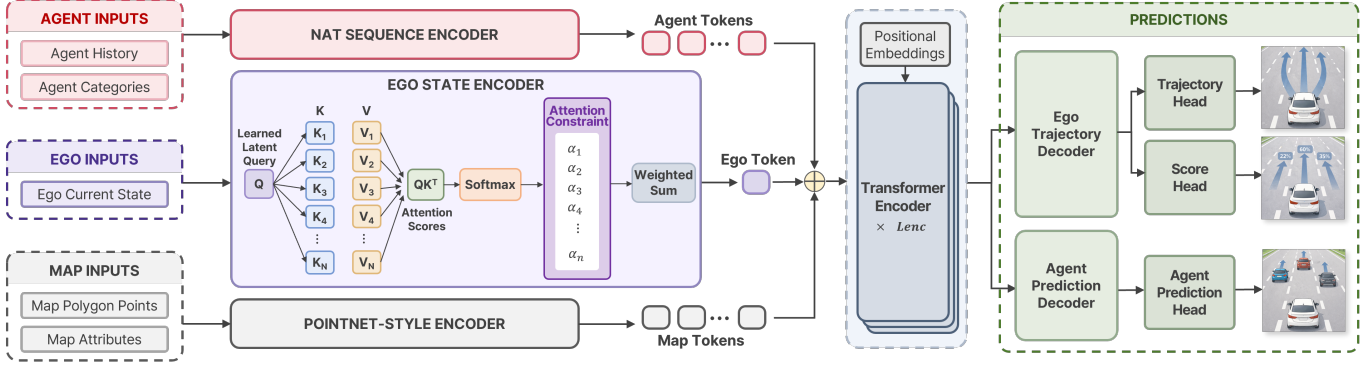 AGENT INPUTS
Agent History
Agent Categories
EGO INPUTS
Ego Current State
MAP INPUTS
Map Polygon Points
Map Attributes
NAT SEQUENCE ENCODER
Agent Tokens
EGO STATE ENCODER
Learned
Latent
Query
Q
K
K1
K2
K3
K4
⋮
KN
V
V1
V2
V3
V4
⋮
VN
QKᵀ
Attention
Scores
Softmax
Attention
Constraint
α1
α2
α3
α4
⋮
αn
Weighted
Sum
Ego Token
POINTNET-STYLE ENCODER
Map Tokens
Positional
Embeddings
Transformer
Encoder
× Lenc
PREDICTIONS
Ego
Trajectory
Decoder
Trajectory
Head
Score
Head
22%
60%
Agent
Prediction
Decoder
Agent
Prediction
Head